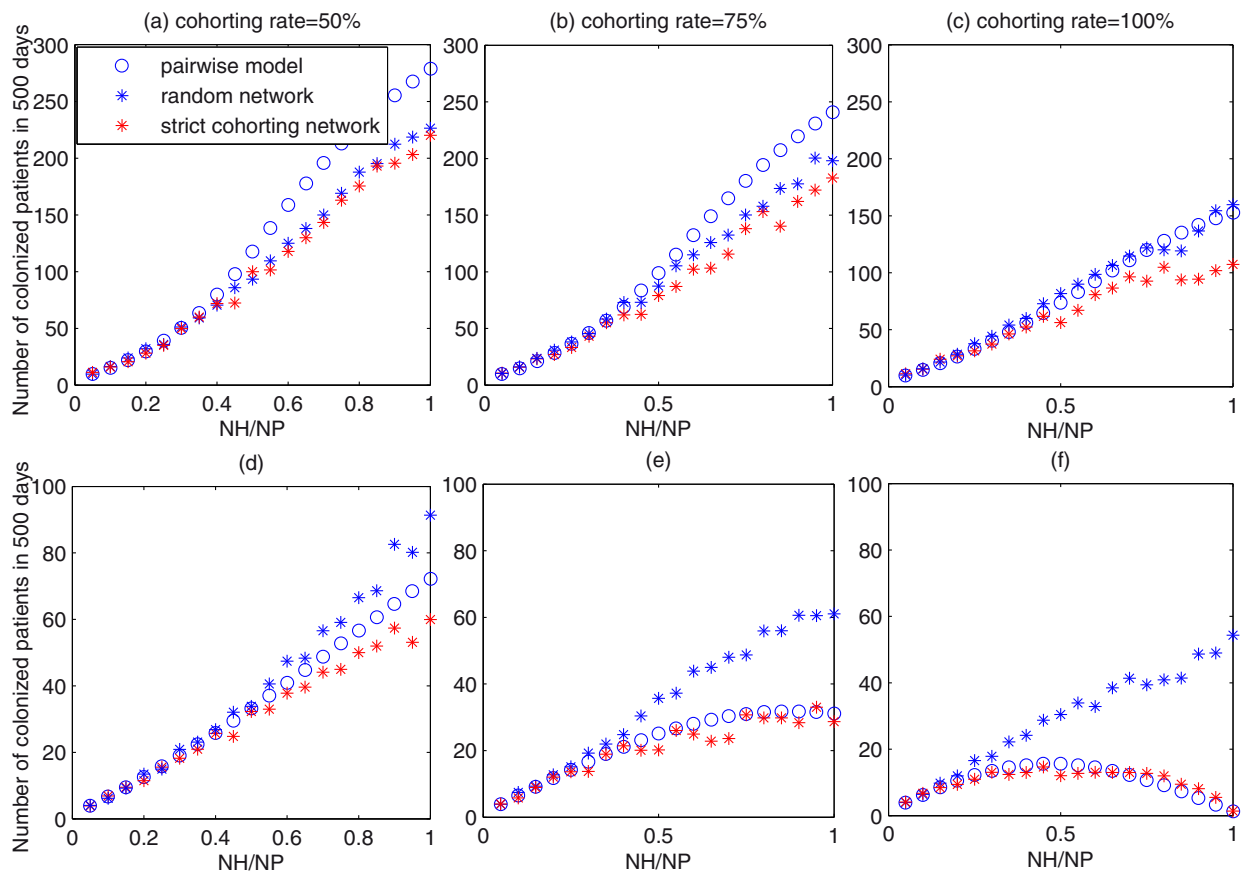 (a) cohorting rate=50%
(b) cohorting rate=75%
(c) cohorting rate=100%
pairwise model
random network
strict cohorting network
Number of colonized patients in 500 days
300
250
200
150
100
50
0
0 0.2 0.4 0.6 0.8 1
NH/NP
300
250
200
150
100
50
0
0 0.5 1
NH/NP
300
250
200
150
100
50
0
0 0.5 1
NH/NP
(d)
(e)
(f)
Number of colonized patients in 500 days
100
80
60
40
20
0
0 0.2 0.4 0.6 0.8 1
NH/NP
100
80
60
40
20
0
0 0.5 1
NH/NP
100
80
60
40
20
0
0 0.5 1
NH/NP